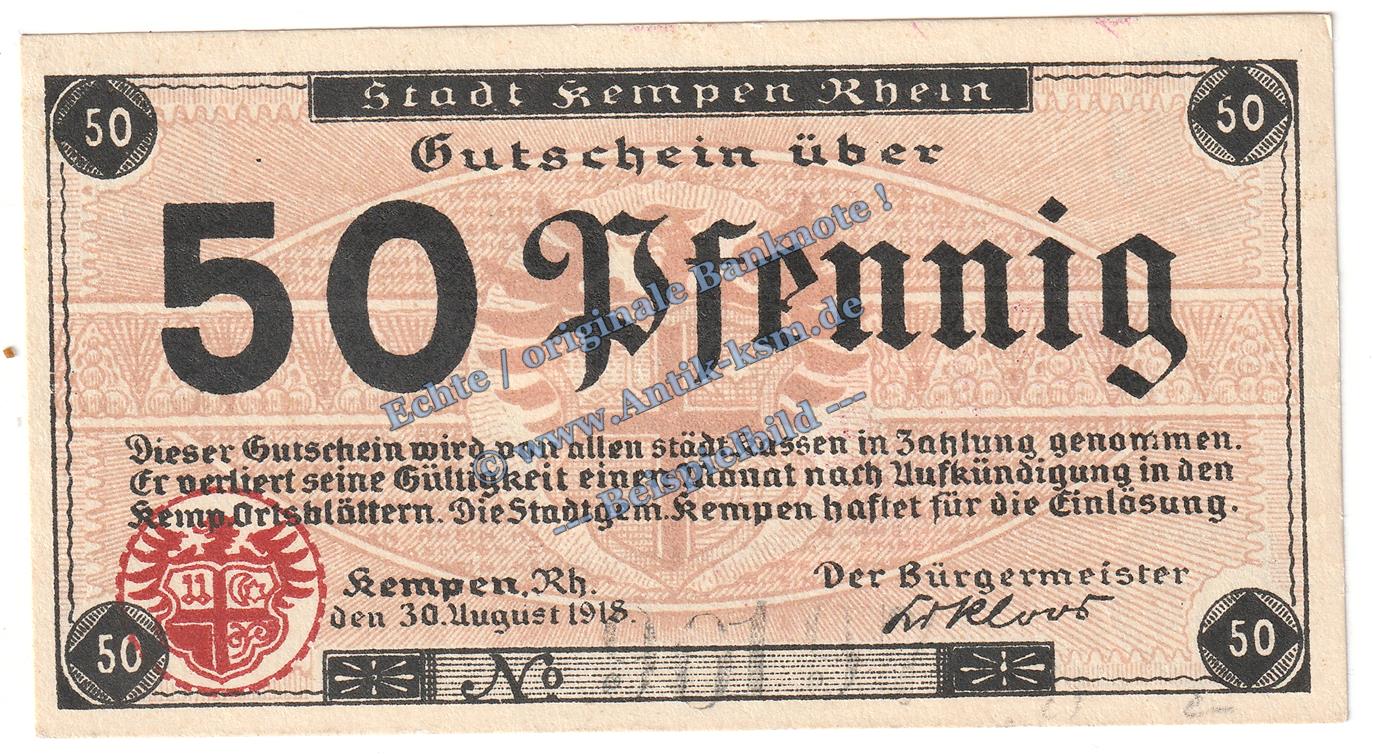 Stadt Kempen Rhein
50
50
Gutschein über
50 Pfennig
Echte / originale Banknote !
© www.Antik-ksm.de
--- Beispielbild ---
Dieser Gutschein wird von allen städt. Kassen in Zahlung genommen.
Er verliert seine Gültigkeit einen Monat nach Aufkündigung in den
Kemp. Ortsblättern. Die Stadtgem. Kempen haftet für die Einlösung.
Kempen, Rh.
den 30. August 1918.
Der Bürgermeister
50
No
50